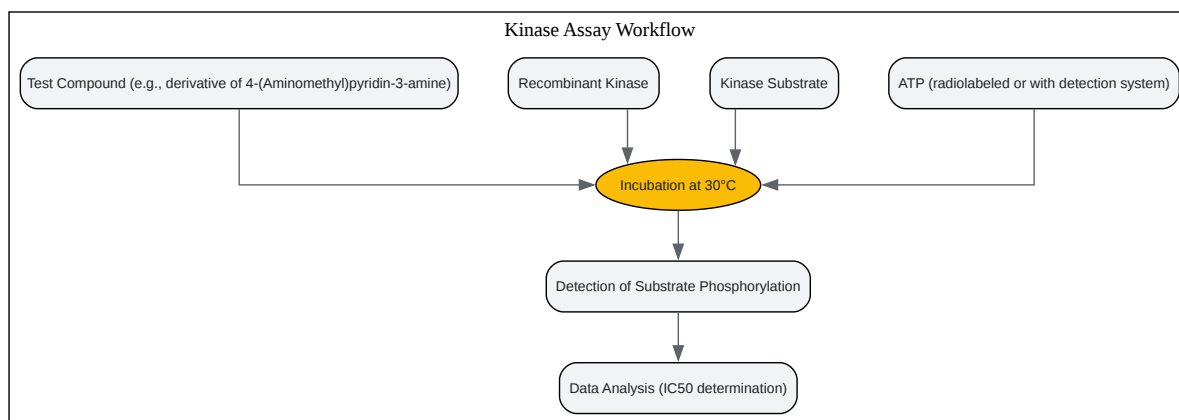 Kinase Assay Workflow
Test Compound (e.g., derivative of 4-(Aminomethyl)pyridin-3-amine)
Recombinant Kinase
Kinase Substrate
ATP (radiolabeled or with detection system)
Incubation at 30°C
Detection of Substrate Phosphorylation
Data Analysis (IC50 determination)